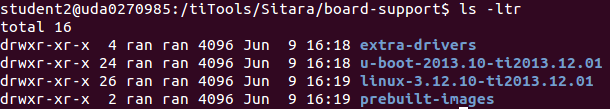 student2@uda0270985:/tiTools/Sitara/board-support$ ls -ltr
total 16
drwxr-xr-x  4 ran ran 4096 Jun  9 16:18 extra-drivers
drwxr-xr-x 24 ran ran 4096 Jun  9 16:18 u-boot-2013.10-ti2013.12.01
drwxr-xr-x 26 ran ran 4096 Jun  9 16:19 linux-3.12.10-ti2013.12.01
drwxr-xr-x  2 ran ran 4096 Jun  9 16:19 prebuilt-images